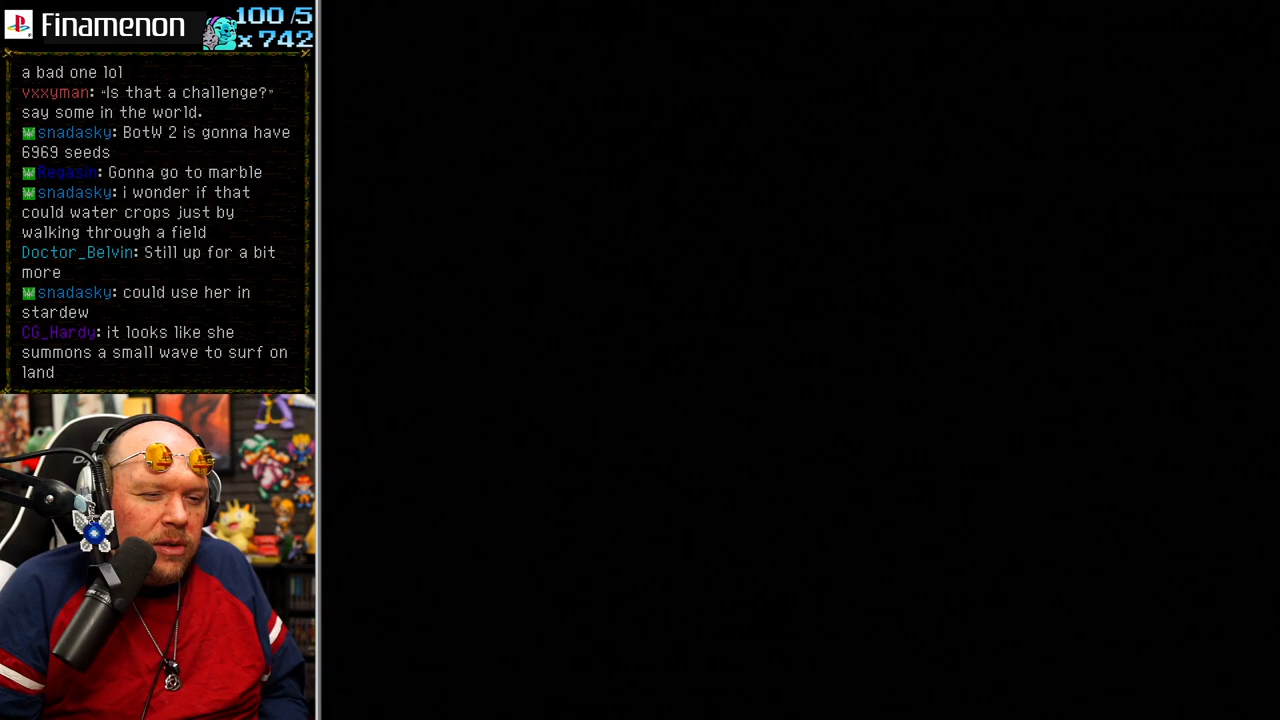 Finamenon
100/5
x 742
a bad one lol
vxxyman: "Is that a challenge?"
say some in the world.
snadasky: BotW 2 is gonna have
6969 seeds
Regasin: Gonna go to marble
snadasky: i wonder if that
could water crops just by
walking through a field
Doctor_Belvin: Still up for a bit
more
snadasky: could use her in
stardew
CG_Hardy: it looks like she
summons a small wave to surf on
land